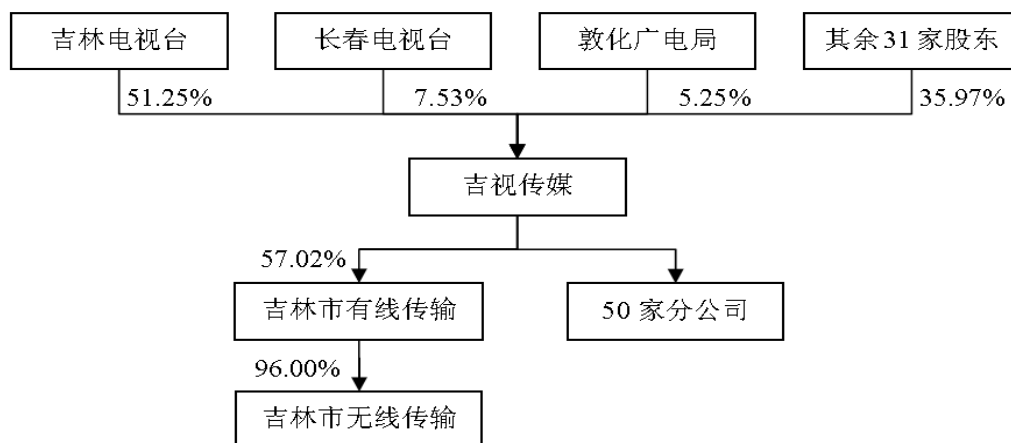 吉林电视台
长春电视台
敦化广电局
其余31家股东
51.25%
7.53%
5.25%
35.97%
吉视传媒
57.02%
吉林市有线传输
50家分公司
96.00%
吉林市无线传输